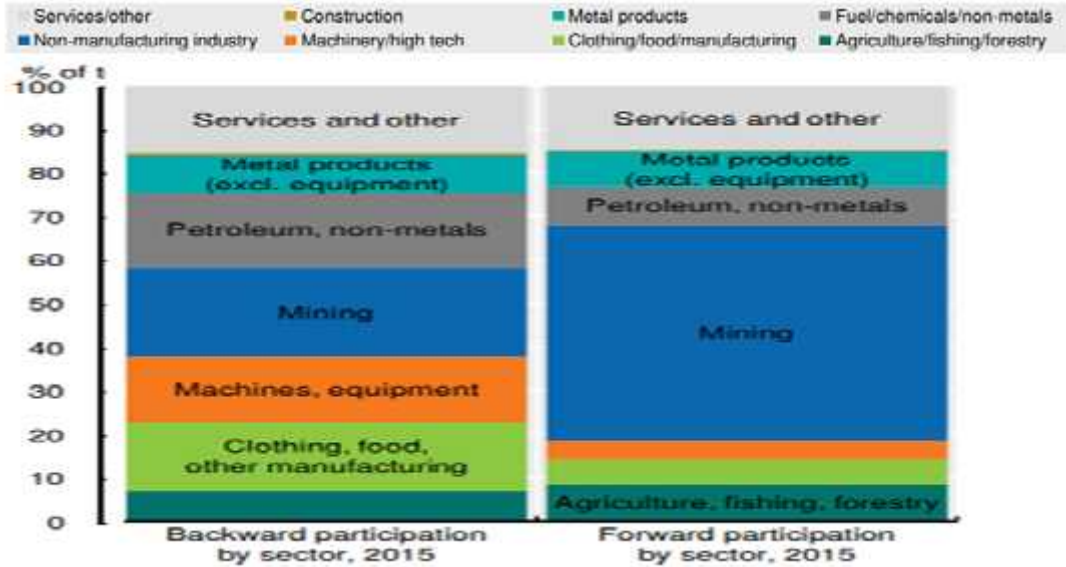 Services/other Construction Metal products Fuel/chemicals/non-metals
Non-manufacturing industry Machinery/high tech Clothing/food/manufacturing Agriculture/fishing/forestry
% of t
100
90
80
70
60
50
40
30
20
10
0
Services and other
Metal products
(excl. equipment)
Petroleum, non-metals
Mining
Machines, equipment
Clothing, food,
other manufacturing
Services and other
Metal products
(excl. equipment)
Petroleum, non-metals
Mining
Agriculture, fishing, forestry
Backward participation
by sector, 2015
Forward participation
by sector, 2015